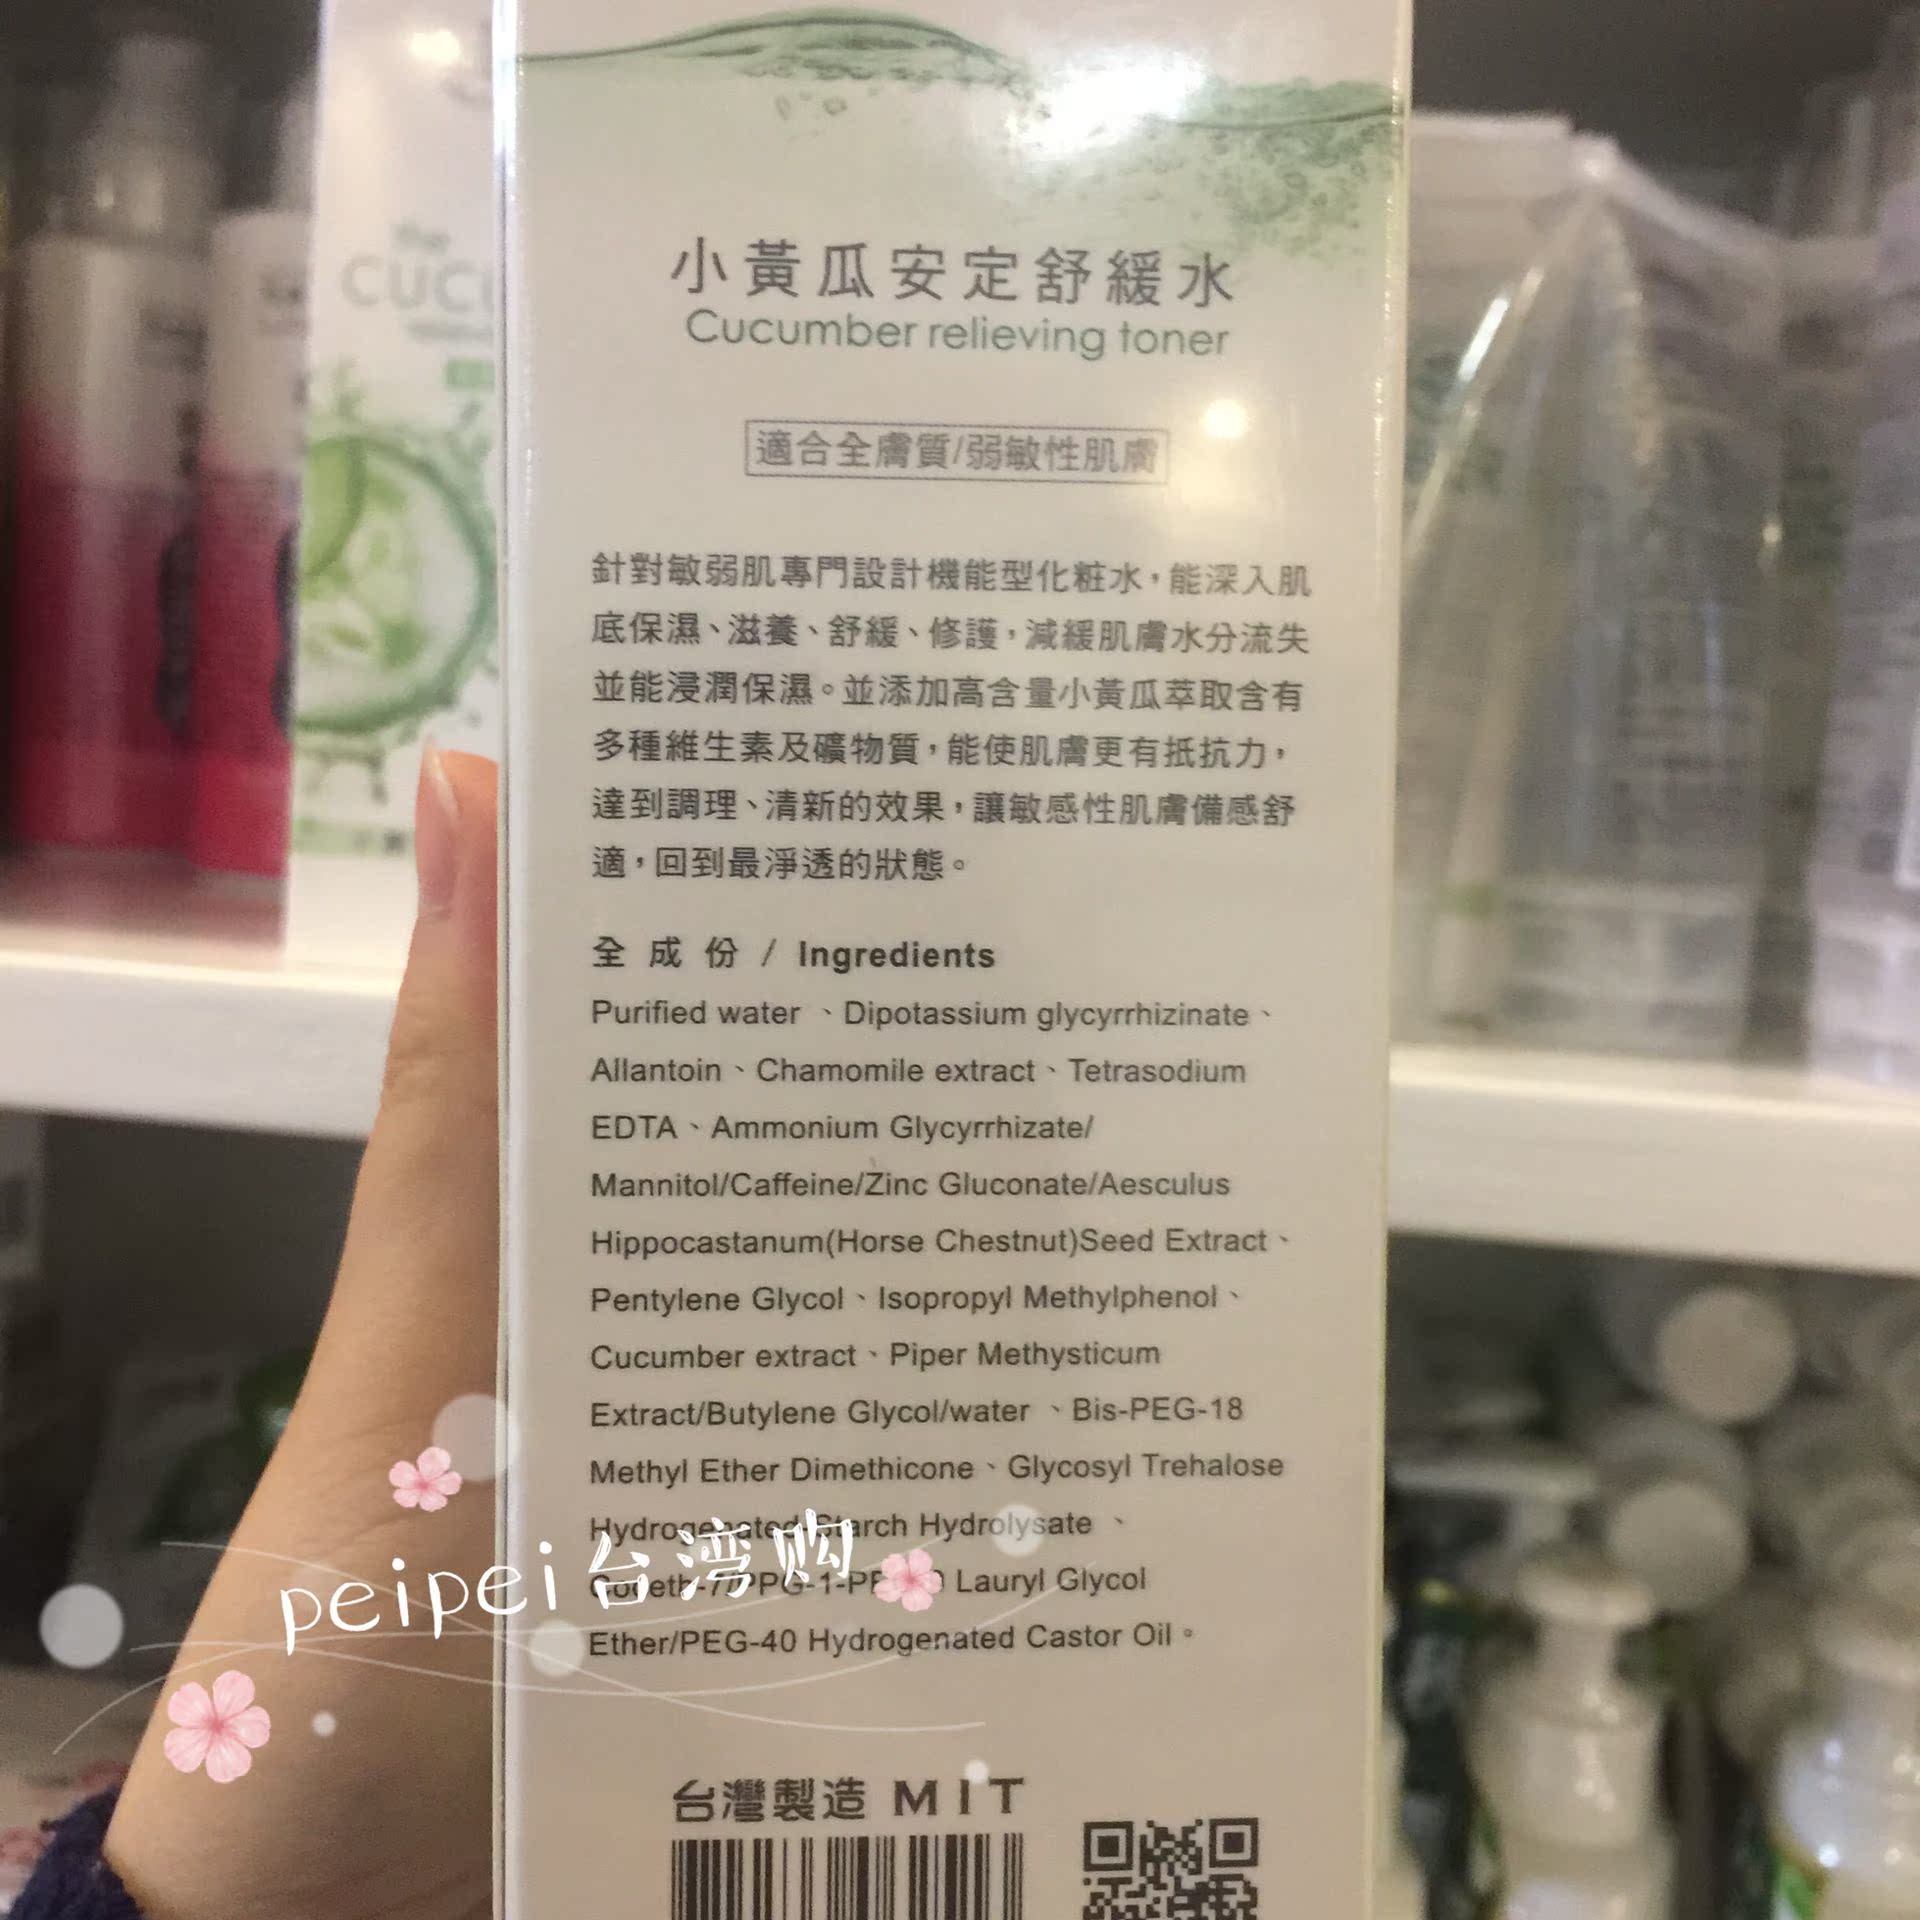 the
小黃瓜安定舒緩水
Cucumber relieving toner
適合全膚質/弱敏性肌膚
針對敏弱肌專門設計機能型化粧水，能深入肌
底保濕、滋養、舒緩、修護，減緩肌膚水分流失
並能浸潤保濕。並添加高含量小黃瓜萃取含有
多種維生素及礦物質，能使肌膚更有抵抗力，
達到調理、清新的效果，讓敏感性肌膚備感舒
適，回到最淨透的狀態。
全成份 / Ingredients
Purified water 、Dipotassium glycyrrhizinate、
Allantoin、Chamomile extract、Tetrasodium
EDTA、Ammonium Glycyrrhizate/
Mannitol/Caffeine/Zinc Gluconate/Aesculus
Hippocastanum(Horse Chestnut)Seed Extract、
Pentylene Glycol、Isopropyl Methylphenol、
Cucumber extract、Piper Methysticum
Extract/Butylene Glycol/water 、Bis-PEG-18
Methyl Ether Dimethicone、Glycosyl Trehalose
Hydrogenated Starch Hydrolysate 、
Lauryl Glycol
Ether/PEG-40 Hydrogenated Castor Oil。
peipei台湾购
台灣製造 MIT